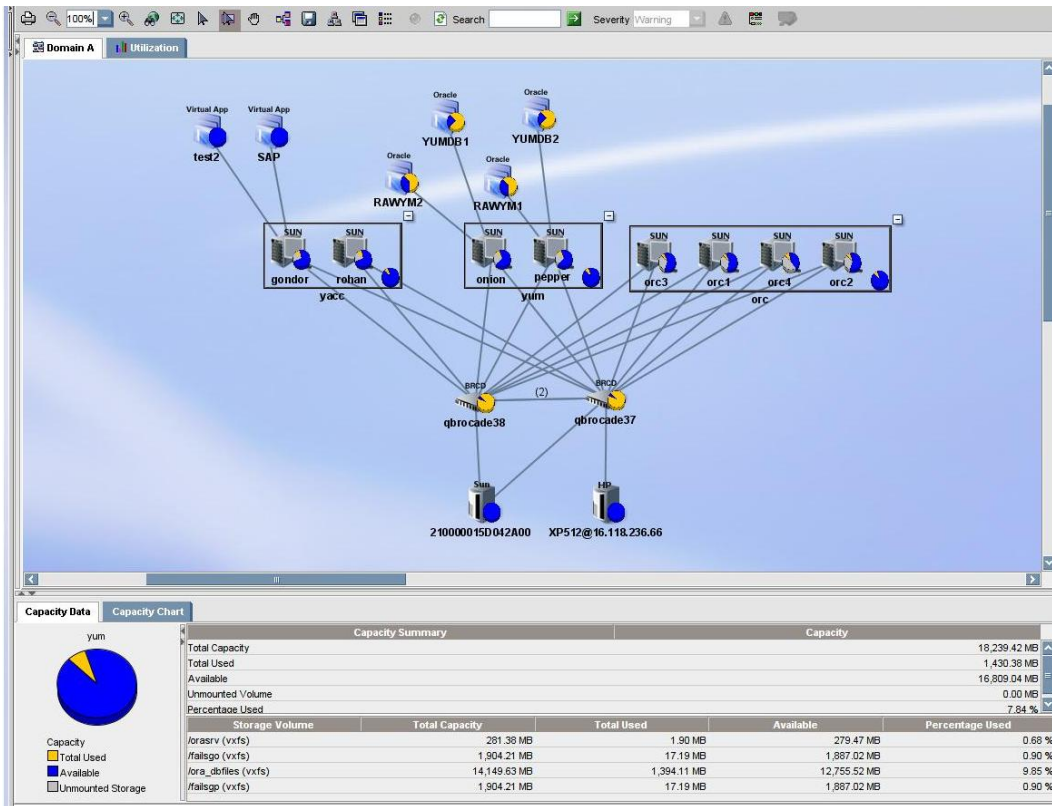 100%
Search
Severity Warning
Domain A Utilization
Virtual App Virtual App Oracle Oracle
test2 SAP YUMDB1 YUMDB2
Oracle Oracle
RAWYM2 RAWYM1
SUN SUN SUN SUN SUN SUN SUN SUN
gondor rohan onion pepper orc3 orc1 orc4 orc2
yacc yum orc
BRCD BRCD
(2)
qbrocade38 qbrocade37
Sun HP
210000015D042A00 XP512@16.118.236.66
Capacity Data Capacity Chart
yum
Capacity
Total Used
Available
Unmounted Storage
Capacity Summary Capacity
Total Capacity 18,239.42 MB
Total Used 1,430.38 MB
Available 16,809.04 MB
Unmounted Volume 0.00 MB
Percentage Used 7.84 %
Storage Volume Total Capacity Total Used Available Percentage Used
/orasrv (vxfs) 281.38 MB 1.90 MB 279.47 MB 0.68 %
/failsgo (vxfs) 1,904.21 MB 17.19 MB 1,887.02 MB 0.90 %
/ora_dbfiles (vxfs) 14,149.63 MB 1,394.11 MB 12,755.52 MB 9.85 %
/failsgp (vxfs) 1,904.21 MB 17.19 MB 1,887.02 MB 0.90 %